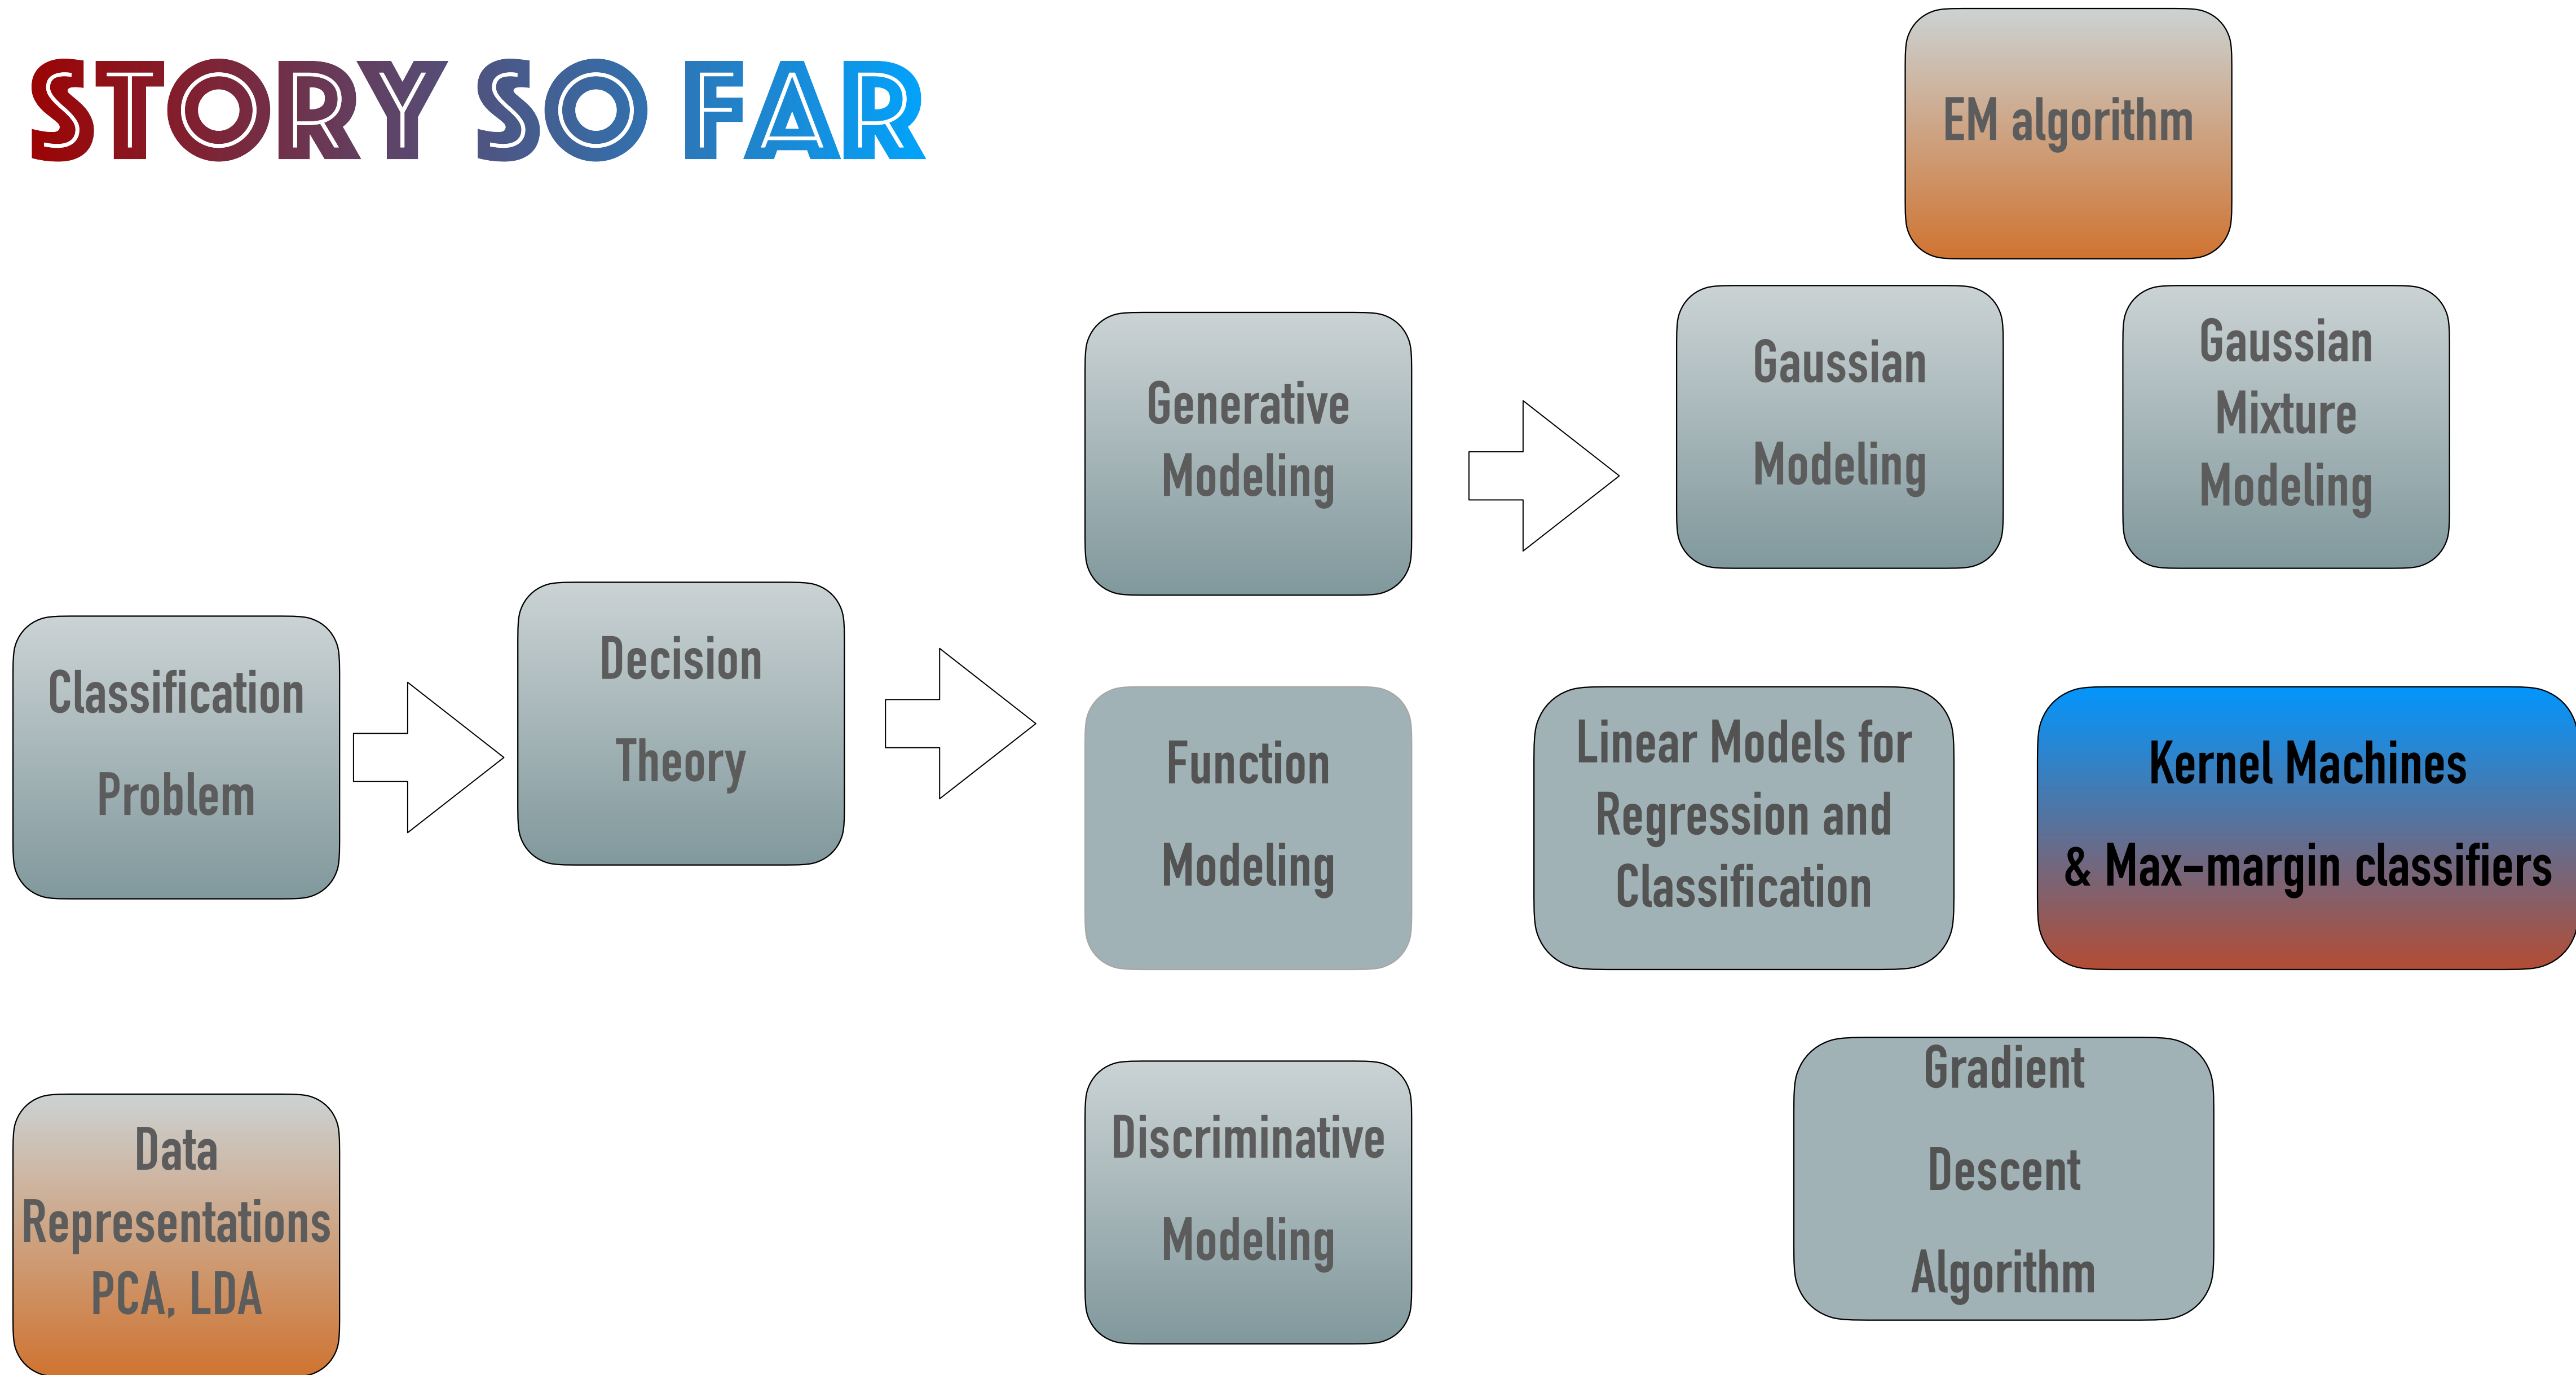 STORY SO FAR
EM algorithm
Generative
Modeling
Gaussian
Modeling
Gaussian
Mixture
Modeling
Classification
Problem
Decision
Theory
Function
Modeling
Linear Models for
Regression and
Classification
Kernel Machines
& Max-margin classifiers
Data
Representations
PCA, LDA
Discriminative
Modeling
Gradient
Descent
Algorithm